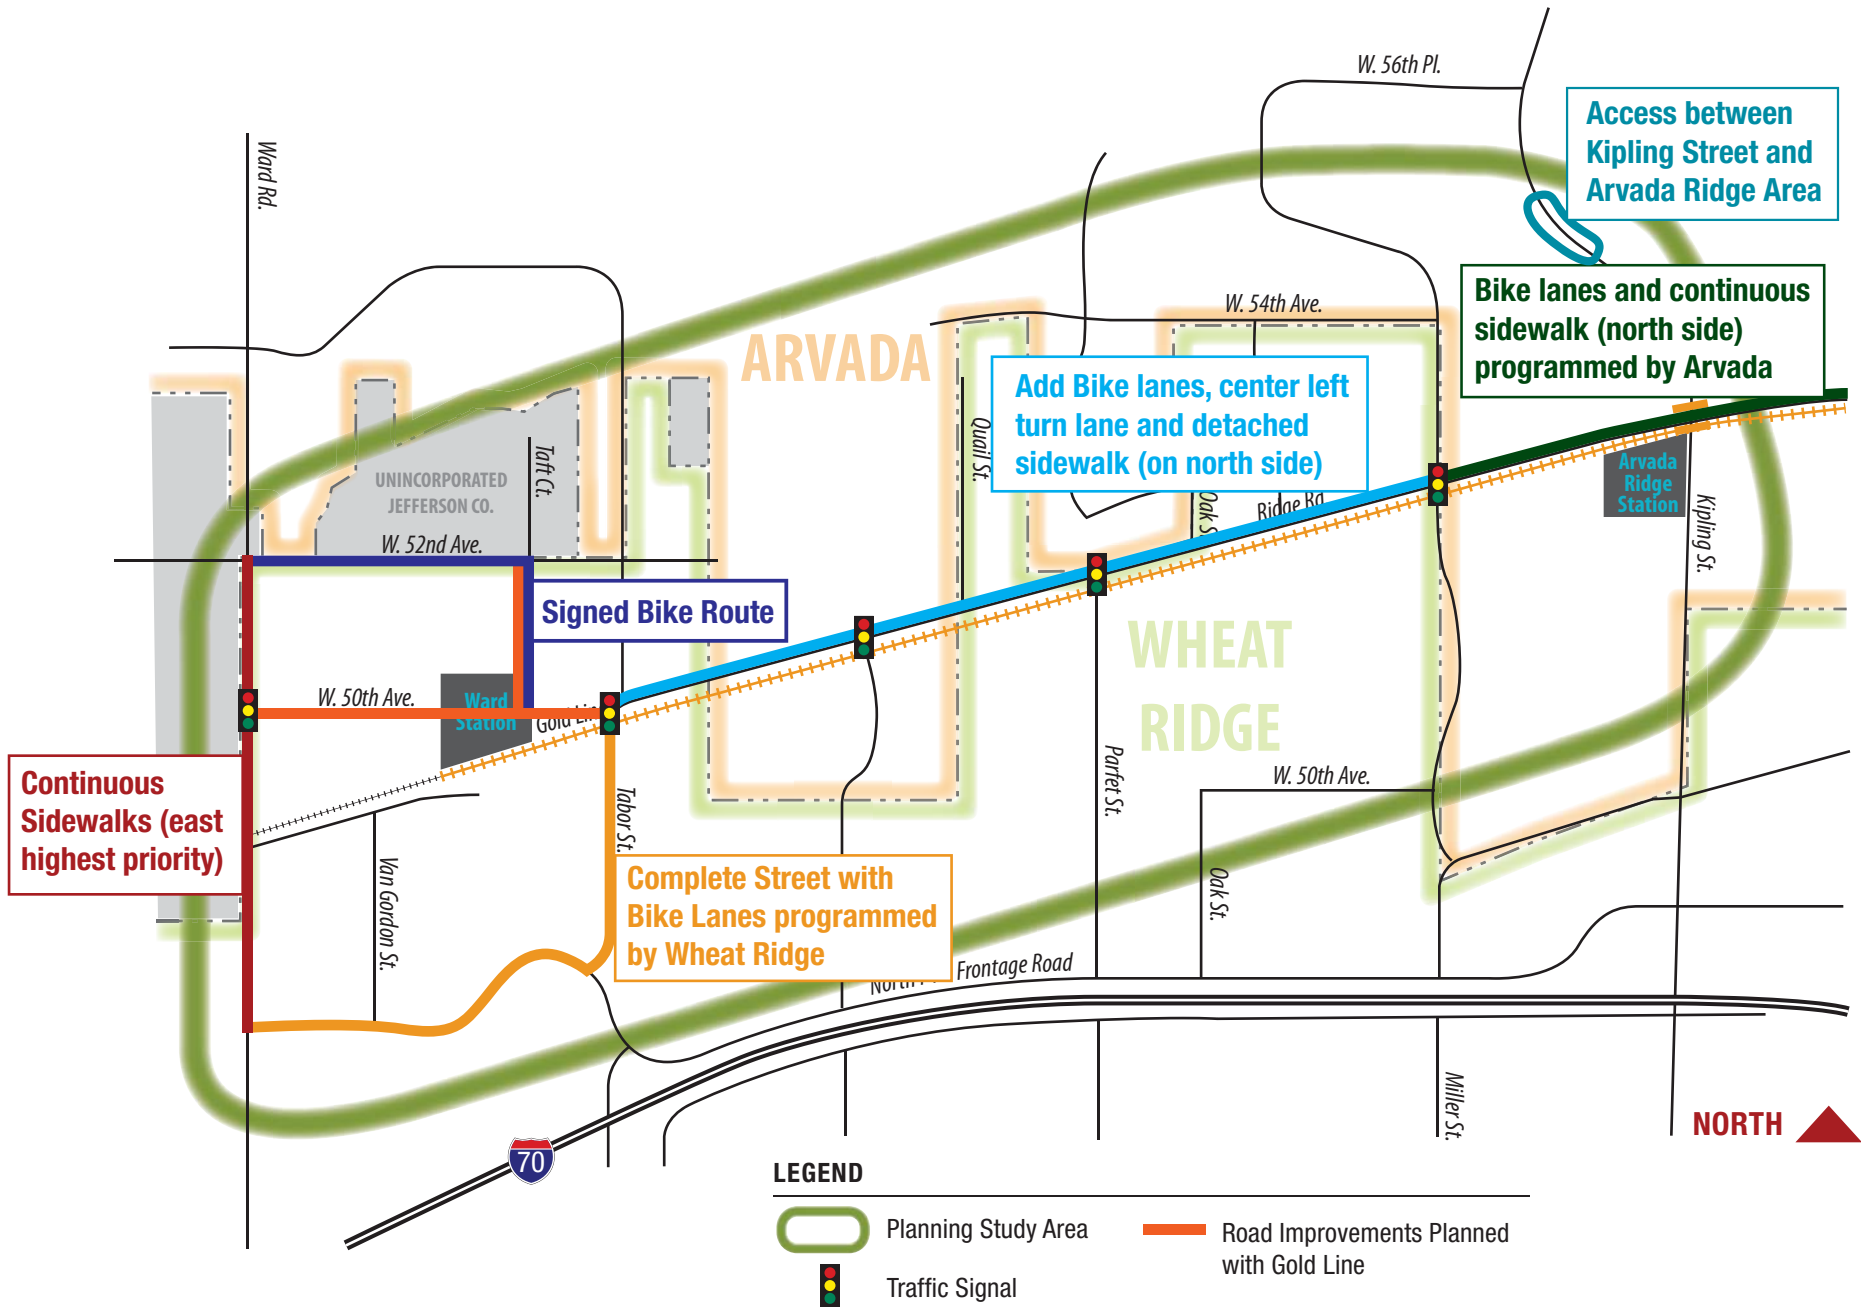 W. 56th Pl.
Access between
Kipling Street and
Arvada Ridge Area
Ward Rd.
Bike lanes and continuous
sidewalk (north side)
programmed by Arvada
W. 54th Ave.
ARVADA
Add Bike lanes, center left
turn lane and detached
sidewalk (on north side)
Quail St.
Taft Ct.
UNINCORPORATED
JEFFERSON CO.
Oak S
Ridge Rd
Arvada
Ridge
Station
Kipling St.
W. 52nd Ave.
Signed Bike Route
WHEAT
RIDGE
W. 50th Ave.
Ward
Station
Gold Lin
Continuous
Sidewalks (east
highest priority)
Tabor St.
Parfet St.
W. 50th Ave.
Van Gordon St.
Complete Street with
Bike Lanes programmed
by Wheat Ridge
Oak St.
North
Frontage Road
Miller St.
NORTH
70
LEGEND
Planning Study Area
Road Improvements Planned
with Gold Line
Traffic Signal